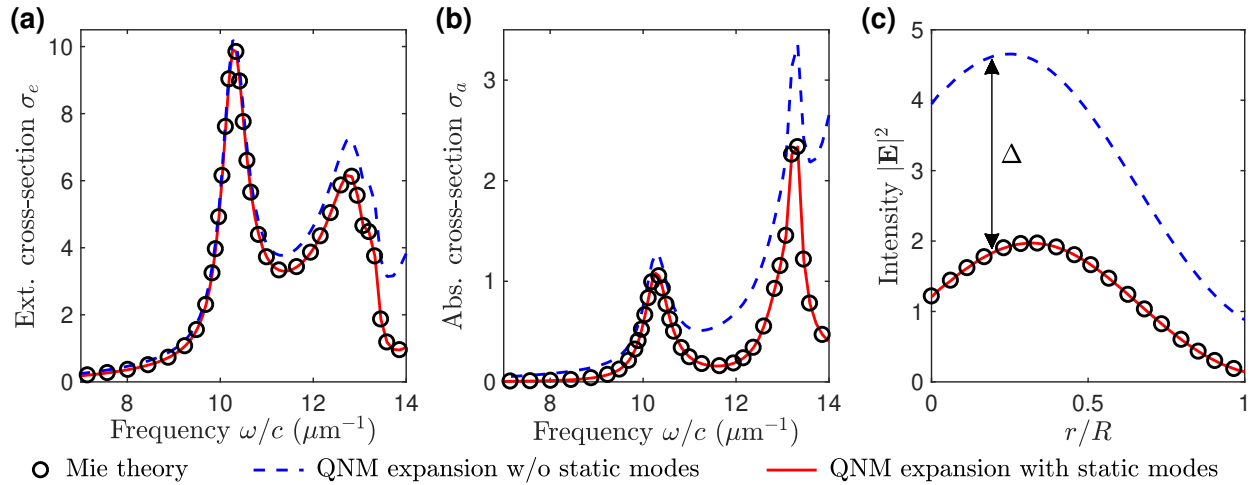 (a)
Ext. cross-section σₑ
10
8
6
4
2
0
8 10 12 14
Frequency ω/c (μm⁻¹)
(b)
Abs. cross-section σₐ
3
2
1
0
8 10 12 14
Frequency ω/c (μm⁻¹)
(c)
Intensity |𝐄|²
5
4
3
2
1
0
Δ
0 0.5 1
r/R
Mie theory QNM expansion w/o static modes QNM expansion with static modes